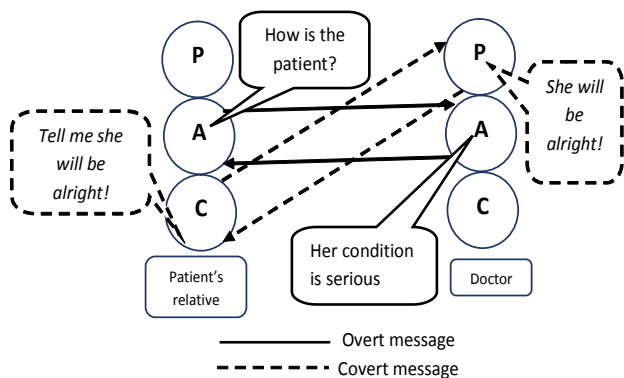 P
How is the
patient?
P
She will
be
alright!
A
A
Tell me she
will be
alright!
C
C
Her condition
is serious
Patient's
relative
Doctor
Overt message
Covert message